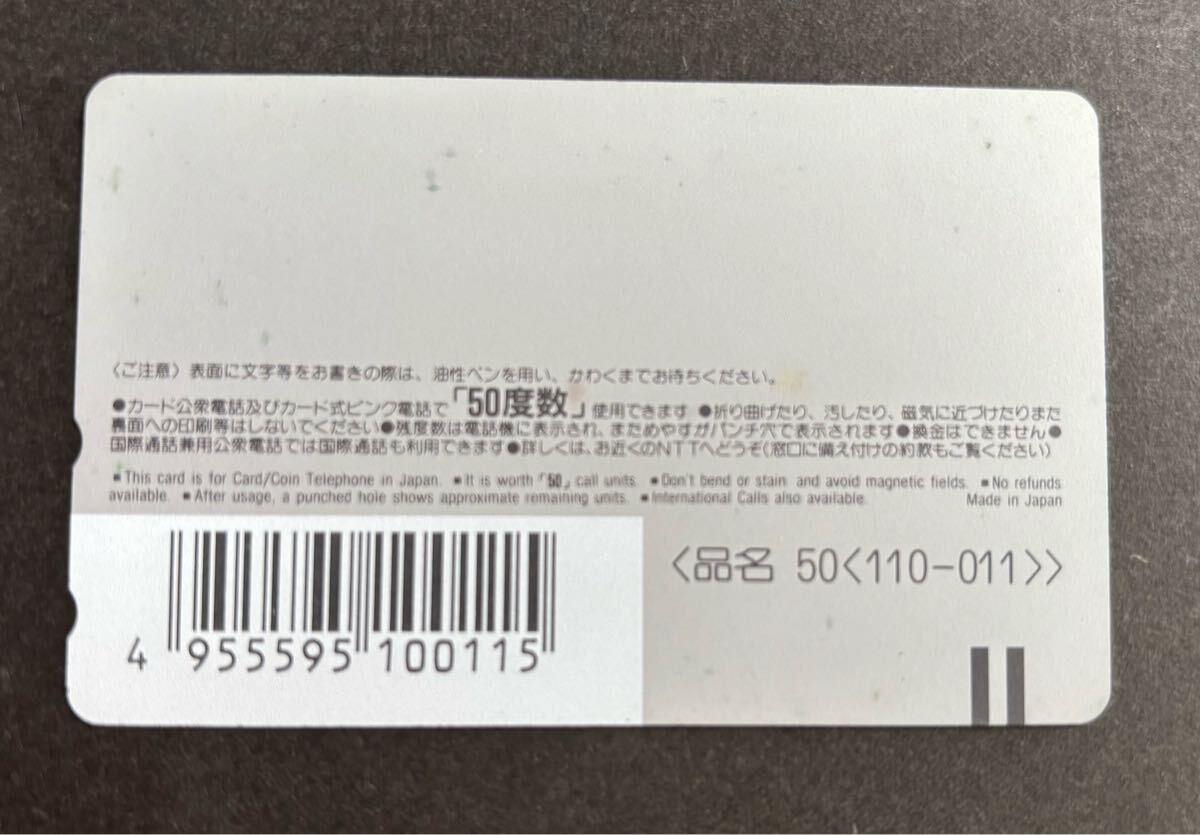 〈ご注意〉表面に文字等をお書きの際は、油性ペンを用い、かわくまでお待ちください。
●カード公衆電話及びカード式ピンク電話で「50度数」使用できます ●折り曲げたり、汚したり、磁気に近づけたりまた
裏面への印刷等はしないでください●残度数は電話機に表示され、まためやすがパンチ穴で表示されます●換金はできません●
国際通話兼用公衆電話では国際通話も利用できます●詳しくは、お近くのNTTへどうぞ(窓口に備え付けの約款もご覧ください)
■This card is for Card/Coin Telephone in Japan. ■It is worth「50」call units. ■Don't bend or stain and avoid magnetic fields. ■No refunds
available. ■After usage, a punched hole shows approximate remaining units. ■International Calls also available. Made in Japan
〈品名 50〈110-011〉〉
4 955595 100115